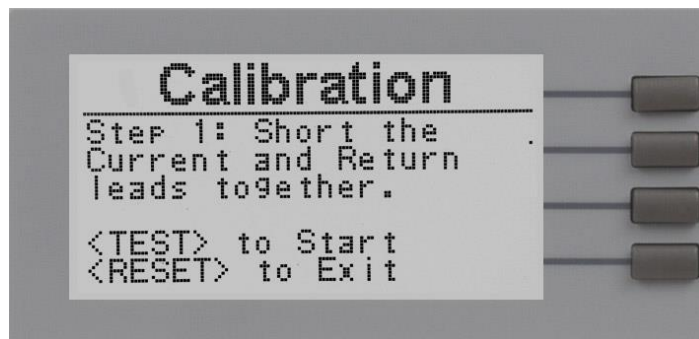 Calibration
Step 1: Short the
Current and Return
leads together.
<TEST> to Start
<RESET> to Exit